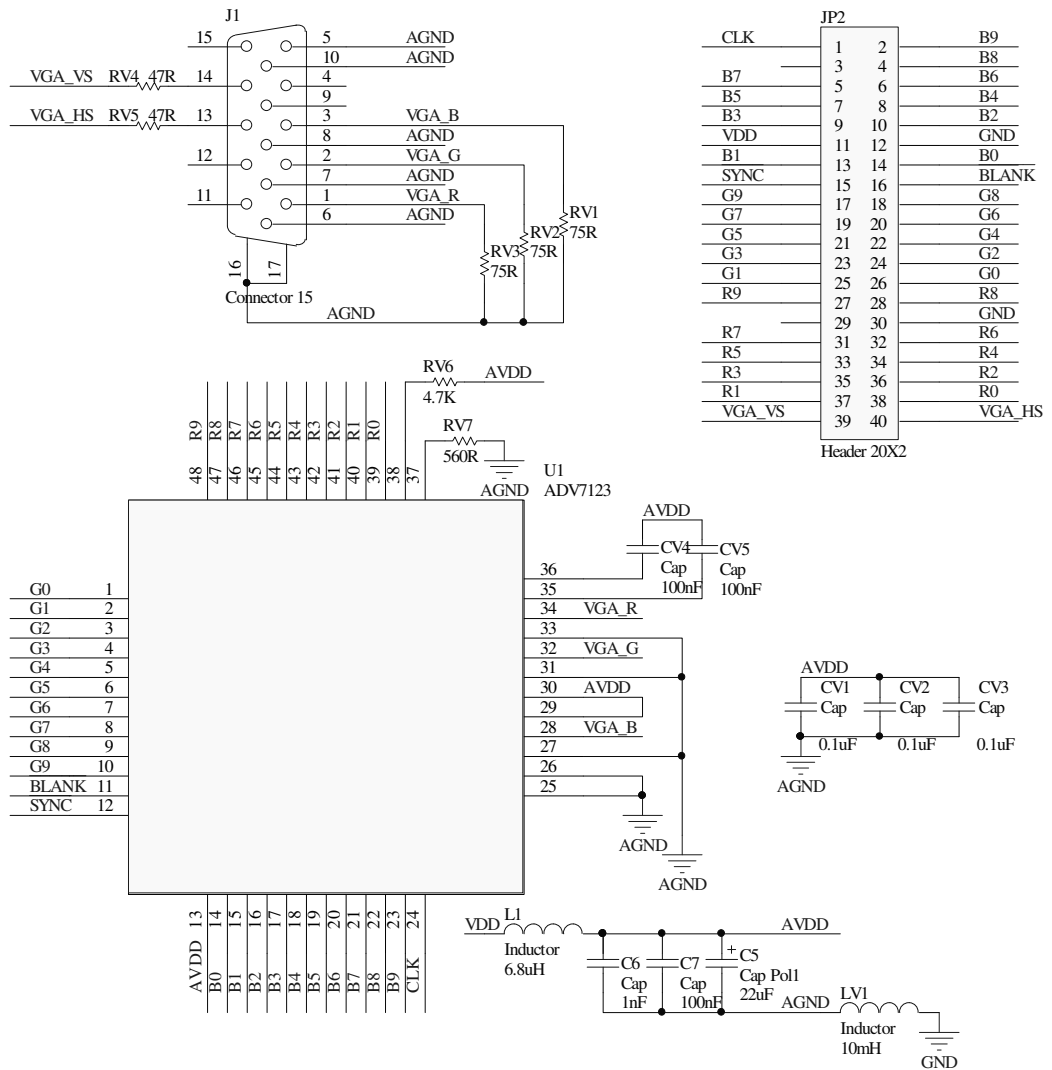 J1
15 5 AGND
10 AGND
VGA_VS RV4 47R 14 4
9
VGA_HS RV5 47R 13 3 VGA_B
8 AGND
12 2 VGA_G
7 AGND
11 1 VGA_R
6 AGND
RV1
75R
RV2
75R
RV3
75R
16 17
Connector 15
AGND
JP2
CLK 1 2 B9
3 4 B8
B7 5 6 B6
B5 7 8 B4
B3 9 10 B2
VDD 11 12 GND
B1 13 14 B0
SYNC 15 16 BLANK
G9 17 18 G8
G7 19 20 G6
G5 21 22 G4
G3 23 24 G2
G1 25 26 G0
R9 27 28 R8
29 30 GND
R7 31 32 R6
R5 33 34 R4
R3 35 36 R2
R1 37 38 R0
VGA_VS 39 40 VGA_HS
Header 20X2
RV6
4.7K
AVDD
RV7
560R
AGND
R9 R8 R7 R6 R5 R4 R3 R2 R1 R0
48 47 46 45 44 43 42 41 40 39 38 37
U1
ADV7123
G0 1
G1 2
G2 3
G3 4
G4 5
G5 6
G6 7
G7 8
G8 9
G9 10
BLANK 11
SYNC 12
36
35
34 VGA_R
33
32 VGA_G
31
30 AVDD
29
28 VGA_B
27
26
25
AGND
AGND
AVDD
CV4
Cap
100nF
CV5
Cap
100nF
AVDD
CV1
Cap
0.1uF
CV2
Cap
0.1uF
CV3
Cap
0.1uF
AGND
13 14 15 16 17 18 19 20 21 22 23 24
AVDD B0 B1 B2 B3 B4 B5 B6 B7 B8 B9 CLK
VDD
L1
Inductor
6.8uH
AVDD
C6
Cap
1nF
C7
Cap
100nF
+
C5
Cap Pol1
22uF
AGND
LV1
Inductor
10mH
GND